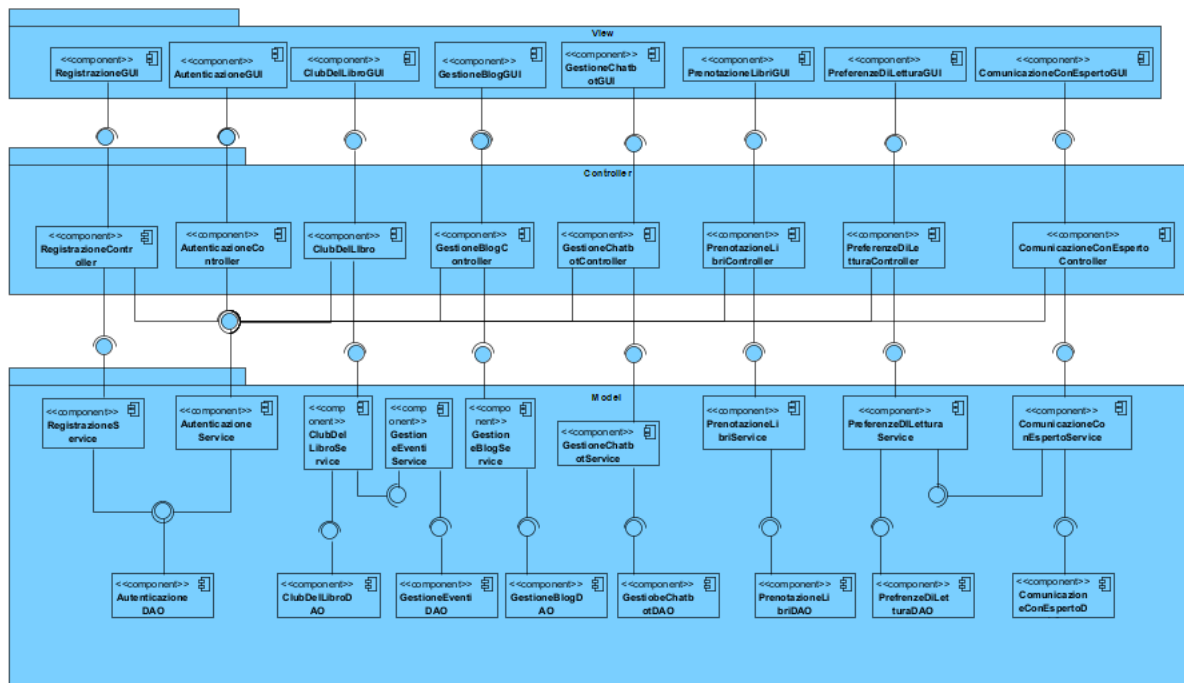 View
<<component>>
RegistrazioneGUI
<<component>>
AutenticazioneGUI
<<component>>
ClubDelLibroGUI
<<component>>
GestioneBlogGUI
<<component>>
GestioneChatb
otGUI
<<component>>
PrenotazioneLibriGUI
<<component>>
PreferenzeDiLetturaGUI
<<component>>
ComunicazioneConEspertoGUI
Controller
<<component>>
RegistrazioneContr
oller
<<component>>
AutenticazioneCo
ntroller
<<component>>
ClubDelLIbro
<<component>>
GestioneBlogC
ontroller
<<component>>
GestioneChatb
otController
<<component>>
PrenotazioneLi
briController
<<component>>
PreferenzeDiLe
tturaController
<<component>>
ComunicazioneConEsperto
Controller
Model
<<component>>
RegistrazioneS
ervice
<<component>>
Autenticazione
Service
<<comp
onent>>
ClubDel
LibroSe
rvice
<<comp
onent>>
Gestion
eEventi
Service
<<compo
nent>>
Gestion
eBlogSe
rvice
<<component>>
GestioneChatb
otService
<<component>>
PrenotazioneLi
briService
<<component>>
PreferenzeDILettura
Service
<<component>>
ComunicazioneCo
nEspertoService
<<component>>
Autenticazione
DAO
<<component>>
ClubDelLibroD
AO
<<component>>
GestioneEventi
DAO
<<component>>
GestioneBlogD
AO
<<component>>
GestiobeChatb
otDAO
<<component>>
PrenotazioneLi
briDAO
<<component>>
PrefrenzeDiLet
turaDAO
<<component>>
Comunicazion
eConEspertoD